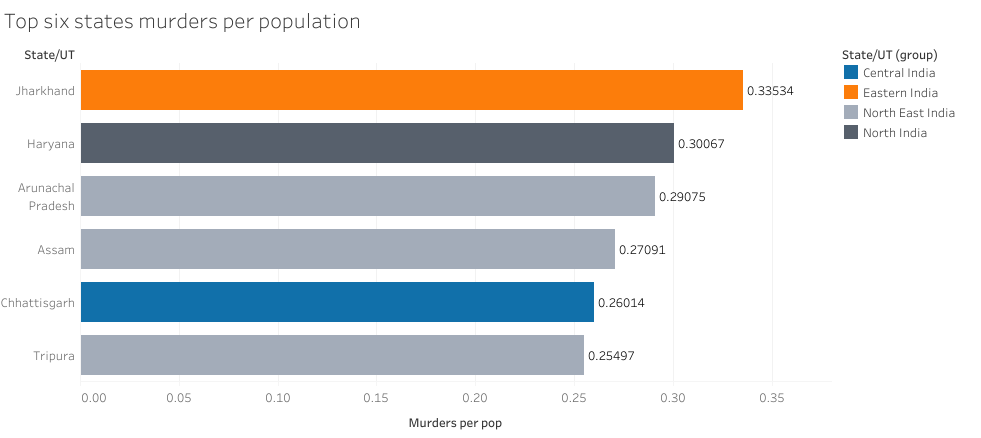 Top six states murders per population
State/UT
Jharkhand
0.33534
Haryana
0.30067
Arunachal
Pradesh
0.29075
Assam
0.27091
Chhattisgarh
0.26014
Tripura
0.25497
0.00 0.05 0.10 0.15 0.20 0.25 0.30 0.35
Murders per pop
State/UT (group)
Central India
Eastern India
North East India
North India